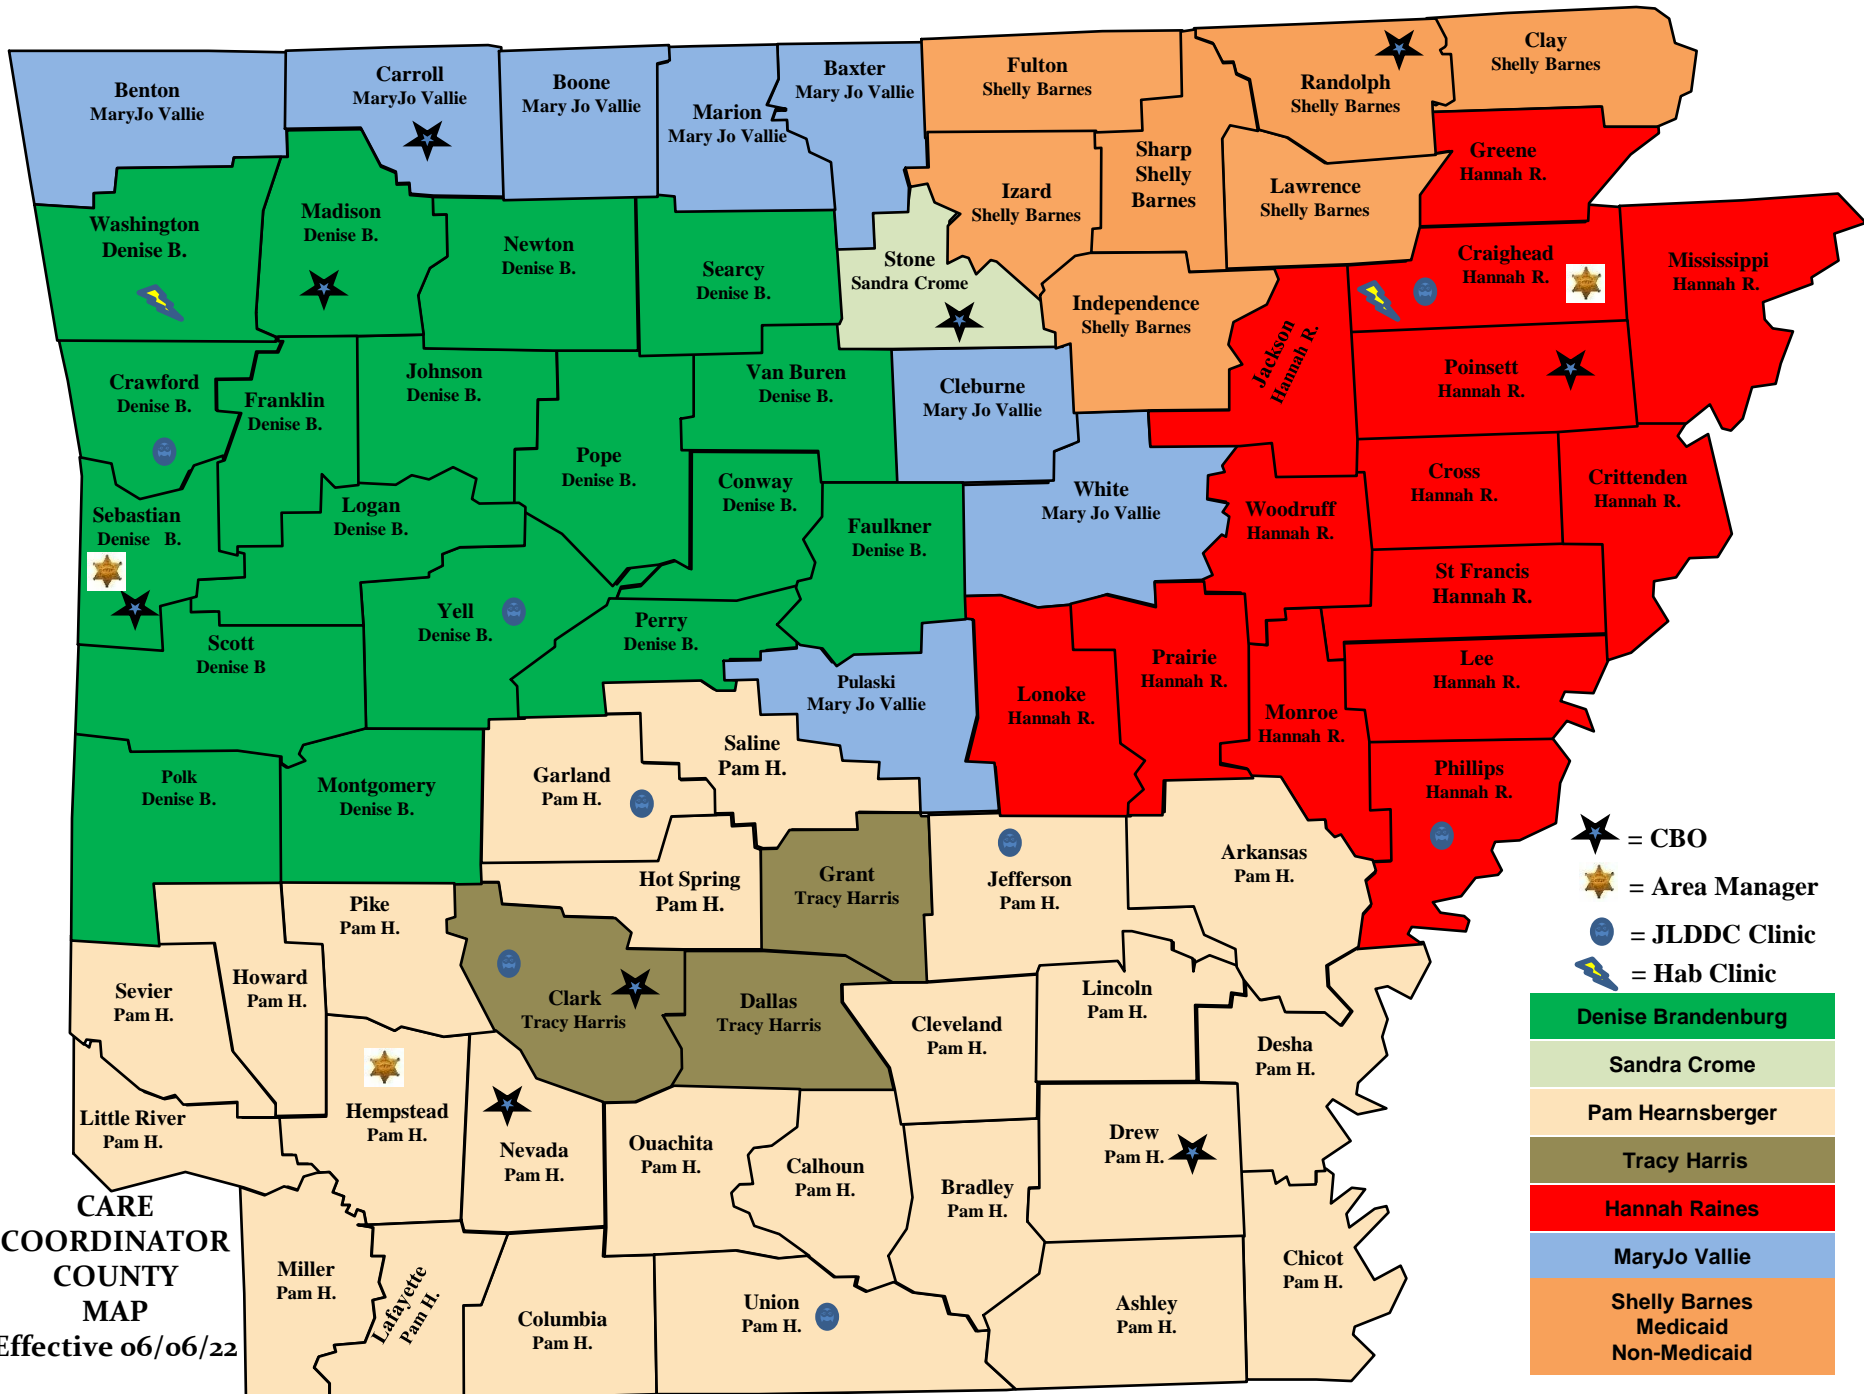 Benton
MaryJo Vallie
Carroll
MaryJo Vallie
Boone
Mary Jo Vallie
Marion
Mary Jo Vallie
Baxter
Mary Jo Vallie
Fulton
Shelly Barnes
Randolph
Shelly Barnes
Clay
Shelly Barnes
Sharp
Shelly
Barnes
Izard
Shelly Barnes
Lawrence
Shelly Barnes
Greene
Hannah R.
Washington
Denise B.
Madison
Denise B.
Newton
Denise B.
Searcy
Denise B.
Stone
Sandra Crome
Independence
Shelly Barnes
Jackson
Hannah R.
Craighead
Hannah R.
Mississippi
Hannah R.
Crawford
Denise B.
Franklin
Denise B.
Johnson
Denise B.
Pope
Denise B.
Van Buren
Denise B.
Cleburne
Mary Jo Vallie
Poinsett
Hannah R.
Sebastian
Denise B.
Logan
Denise B.
Conway
Denise B.
Faulkner
Denise B.
White
Mary Jo Vallie
Woodruff
Hannah R.
Cross
Hannah R.
Crittenden
Hannah R.
Scott
Denise B
Yell
Denise B.
Perry
Denise B.
Pulaski
Mary Jo Vallie
Lonoke
Hannah R.
Prairie
Hannah R.
Monroe
Hannah R.
St Francis
Hannah R.
Lee
Hannah R.
Phillips
Hannah R.
Polk
Denise B.
Montgomery
Denise B.
Garland
Pam H.
Saline
Pam H.
Hot Spring
Pam H.
Grant
Tracy Harris
Jefferson
Pam H.
Arkansas
Pam H.
Pike
Pam H.
Howard
Pam H.
Sevier
Pam H.
Clark
Tracy Harris
Dallas
Tracy Harris
Cleveland
Pam H.
Lincoln
Pam H.
Desha
Pam H.
Little River
Pam H.
Hempstead
Pam H.
Nevada
Pam H.
Ouachita
Pam H.
Calhoun
Pam H.
Bradley
Pam H.
Drew
Pam H.
Miller
Pam H.
Lafayette
Pam H.
Columbia
Pam H.
Union
Pam H.
Ashley
Pam H.
Chicot
Pam H.
= CBO
= Area Manager
= JLDDC Clinic
= Hab Clinic
Denise Brandenburg
Sandra Crome
Pam Hearnsberger
Tracy Harris
Hannah Raines
MaryJo Vallie
Shelly Barnes
Medicaid
Non-Medicaid
CARE
COORDINATOR
COUNTY
MAP
Effective 06/06/22